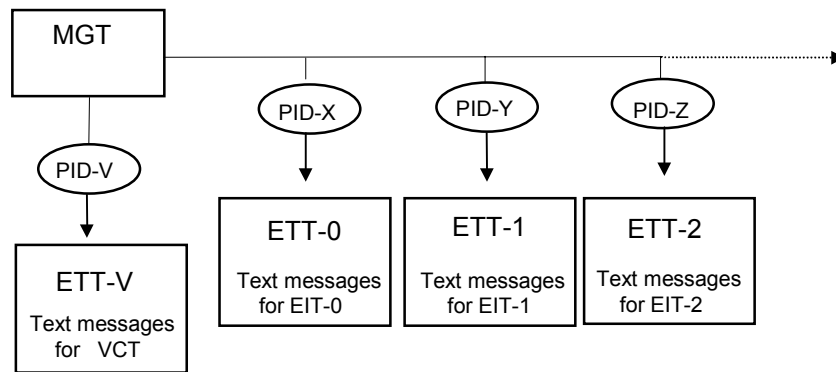 MGT
PID-X
PID-Y
PID-Z
PID-V
ETT-0
Text messages
for EIT-0
ETT-1
Text messages
for EIT-1
ETT-2
Text messages
for EIT-2
ETT-V
Text messages
for VCT